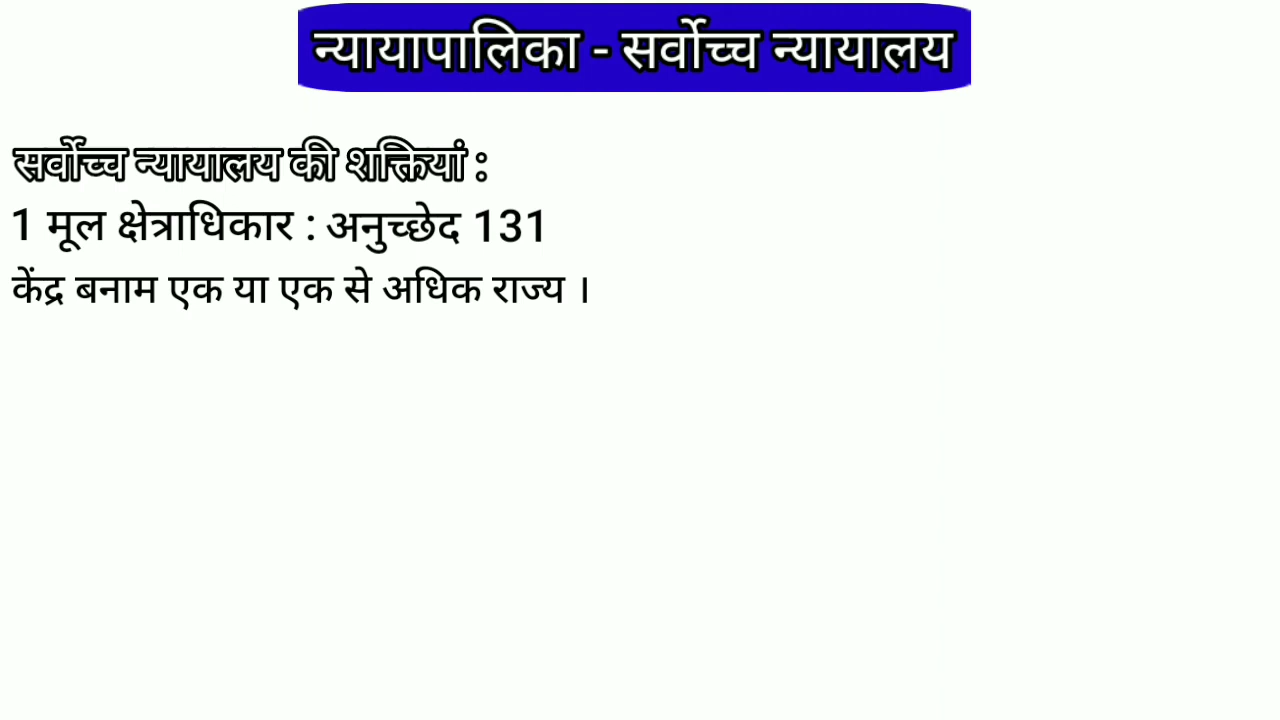 न्यायापालिका - सर्वोच्च न्यायालय
सर्वोच्च न्यायालय की शक्तियां :
1 मूल क्षेत्राधिकार : अनुच्छेद 131
केंद्र बनाम एक या एक से अधिक राज्य ।